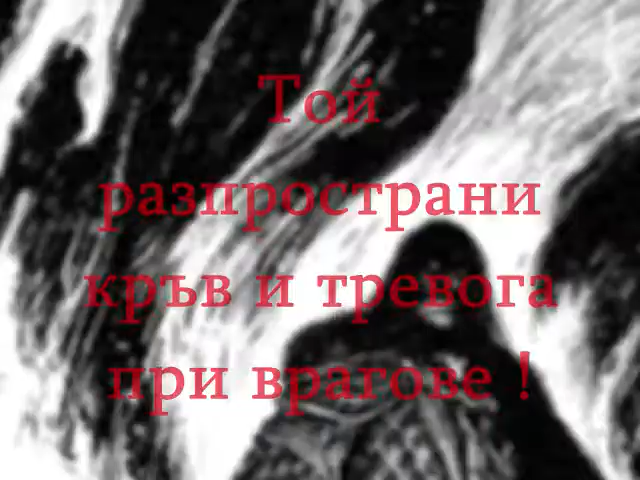 Той
разпространи
кръв и тревога
при врагове !